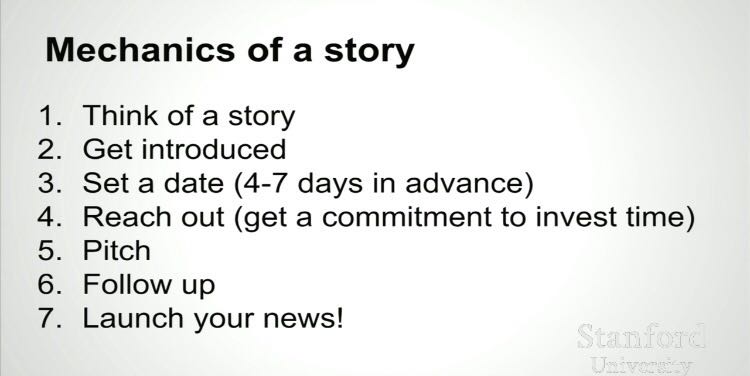 Mechanics of a story
1. Think of a story
2. Get introduced
3. Set a date (4-7 days in advance)
4. Reach out (get a commitment to invest time)
5. Pitch
6. Follow up
7. Launch your news!
Stanford
University